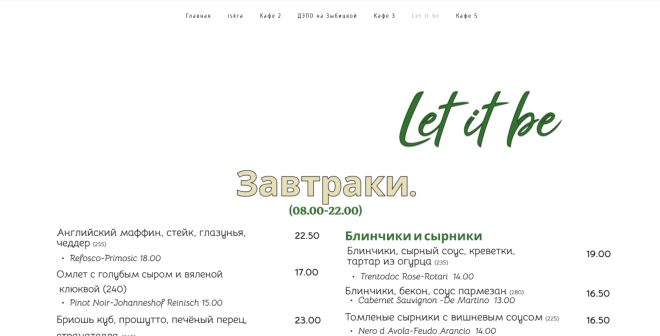 Главная iskra Кафе 2 ДЭПО на Зыбицкой Кафе 3 Let it be Кафе 5
Let it be
Завтраки.
(08.00-22.00)
Английский маффин, стейк, глазунья, 22.50
чеддер (255)
• Refosco-Primosic 18.00
Омлет с голубым сыром и вяленой 17.00
клюквой (240)
• Pinot Noir-Johanneshof Reinisch 15.00
Бриошь куб, прошутто, печёный перец, 23.00
страчателла
Блинчики и сырники
Блинчики, сырный соус, креветки, 19.00
тартар из огурца (235)
• Trentodoc Rose-Rotari 14.00
Блинчики, бекон, соус пармезан (280) 16.50
• Cabernet Sauvignon -De Martino 13.00
Томленые сырники с вишневым соусом (225) 16.50
• Nero d Avola-Feudo Arancio 14.00